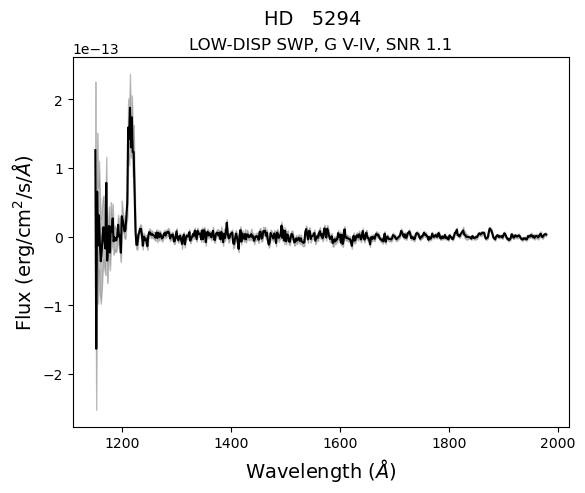 HD 5294
LOW-DISP SWP, G V-IV, SNR 1.1
1e−13
2
1
0
−1
−2
Flux (erg/cm²/s/Å)
1200 1400 1600 1800 2000
Wavelength (Å)